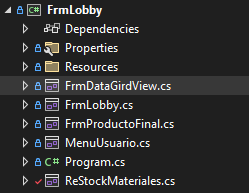 FrmLobby
Dependencies
Properties
Resources
FrmDataGirdView.cs
FrmLobby.cs
FrmProductoFinal.cs
MenuUsuario.cs
Program.cs
ReStockMateriales.cs